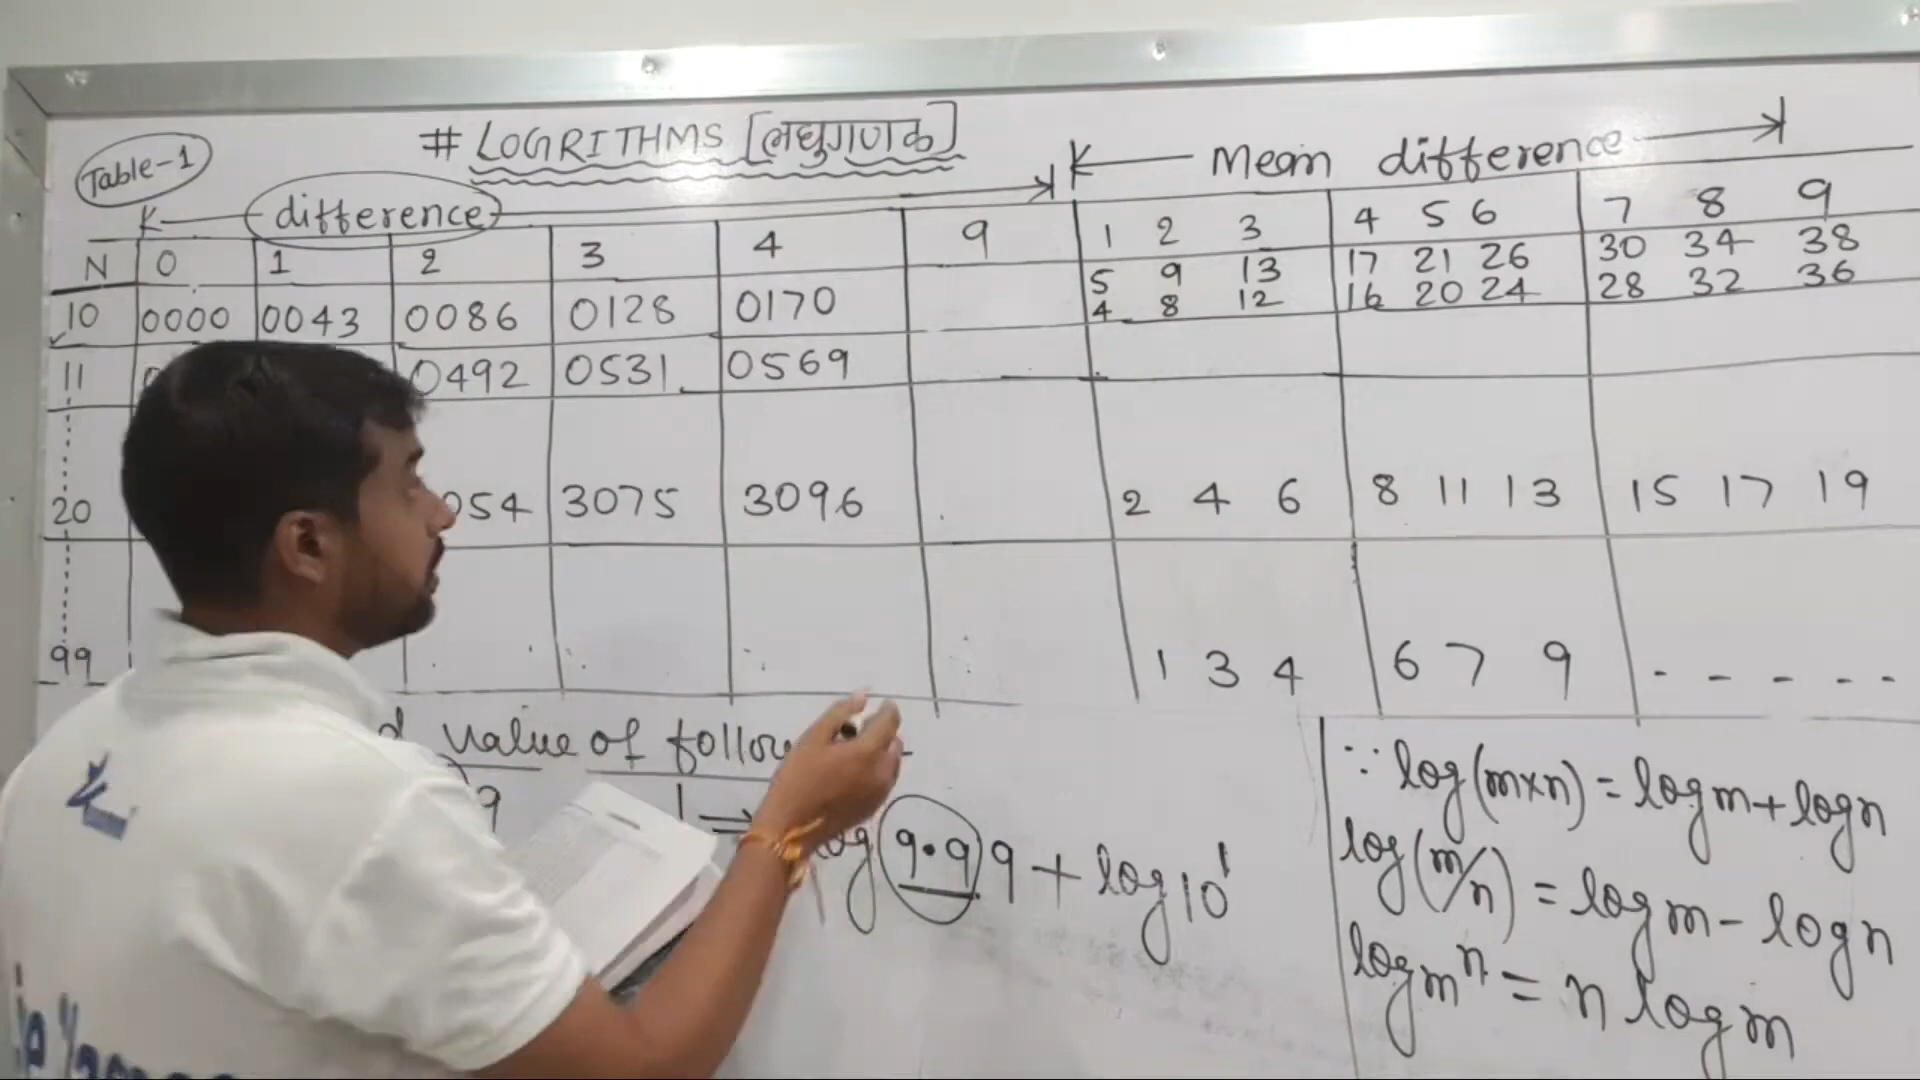 Table-1
# LOGRITHMS [लघुगणक]
difference
Mean difference
N 0 1 2 3 4 9 1 2 3 4 5 6 7 8 9
10 0000 0043 0086 0128 0170 5 9 13 17 21 26 30 34 38
4 8 12 16 20 24 28 32 36
11 0492 0531 0569
20 054 3075 3096 2 4 6 8 11 13 15 17 19
99 1 3 4 6 7 9 - - - - -
value of follow
9 ⇒ log 9.99 + log 10¹
∵ log(m×n) = log m + log n
log(m/n) = log m - log n
log mⁿ = n log m